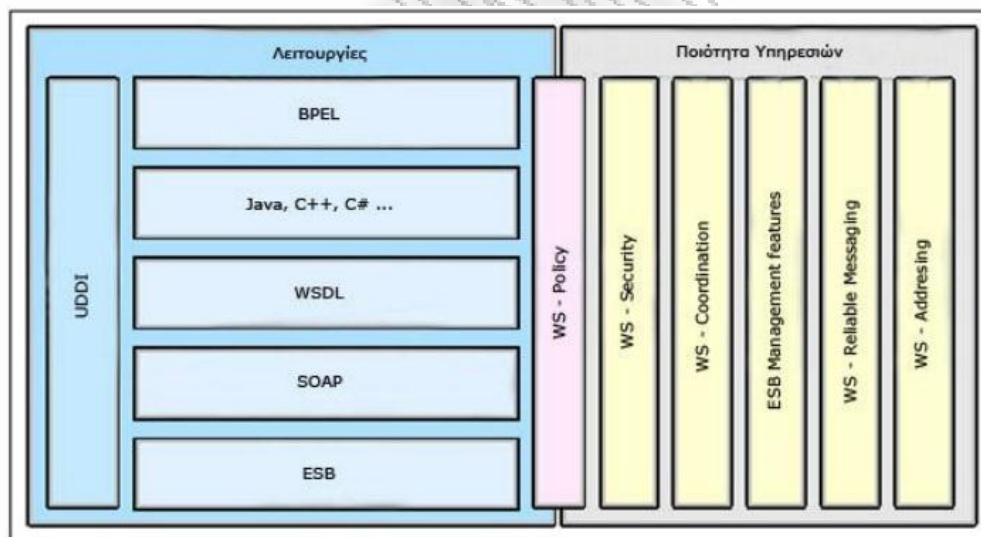 Λειτουργίες
Ποιότητα Υπηρεσιών
UDDI
BPEL
Java, C++, C# ...
WSDL
SOAP
ESB
WS - Policy
WS - Security
WS - Coordination
ESB Management features
WS - Reliable Messaging
WS - Addresing